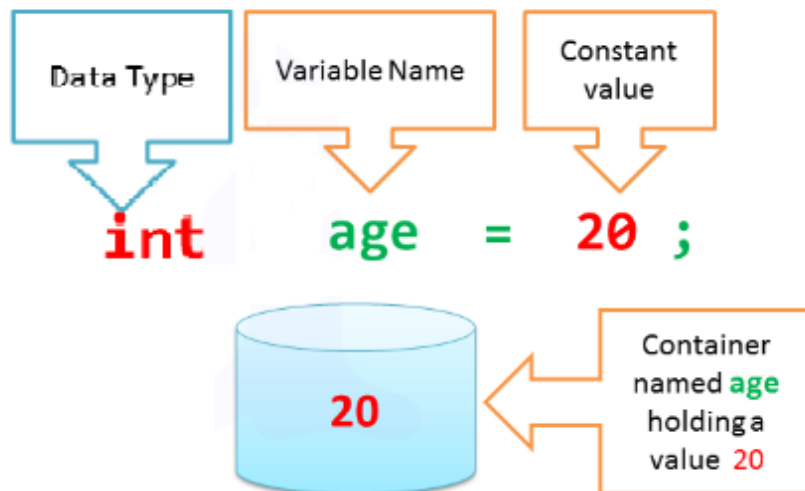 Data Type
Variable Name
Constant
value
int age = 20 ;
20
Container
named age
holding a
value 20